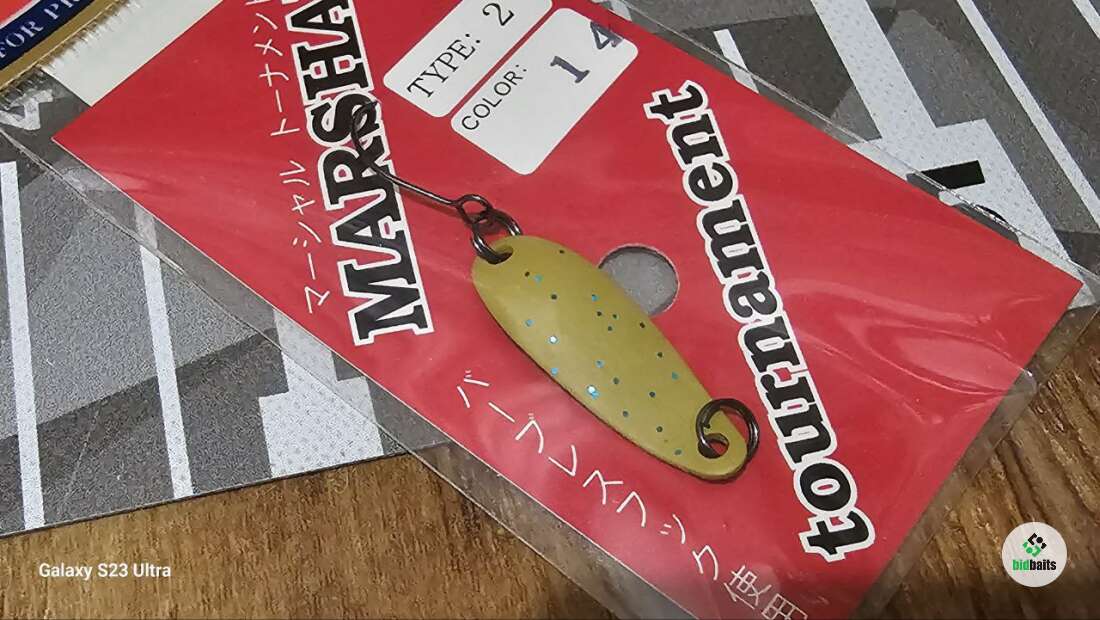 FOR PR
マーシャル トーナメント
MARSHA
TYPE: 2
COLOR: 14
tournament
バーブレスフック使用
Galaxy S23 Ultra
bidbaits